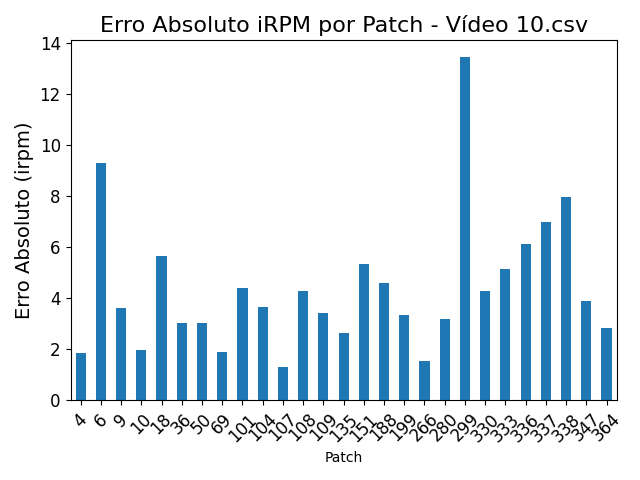 Erro Absoluto iRPM por Patch - Vídeo 10.csv
Erro Absoluto (irpm)
14
12
10
8
6
4
2
0
4 6 9 10 18 36 50 69 101 104 107 108 109 135 151 188 199 266 280 299 330 333 336 337 338 347 364
Patch